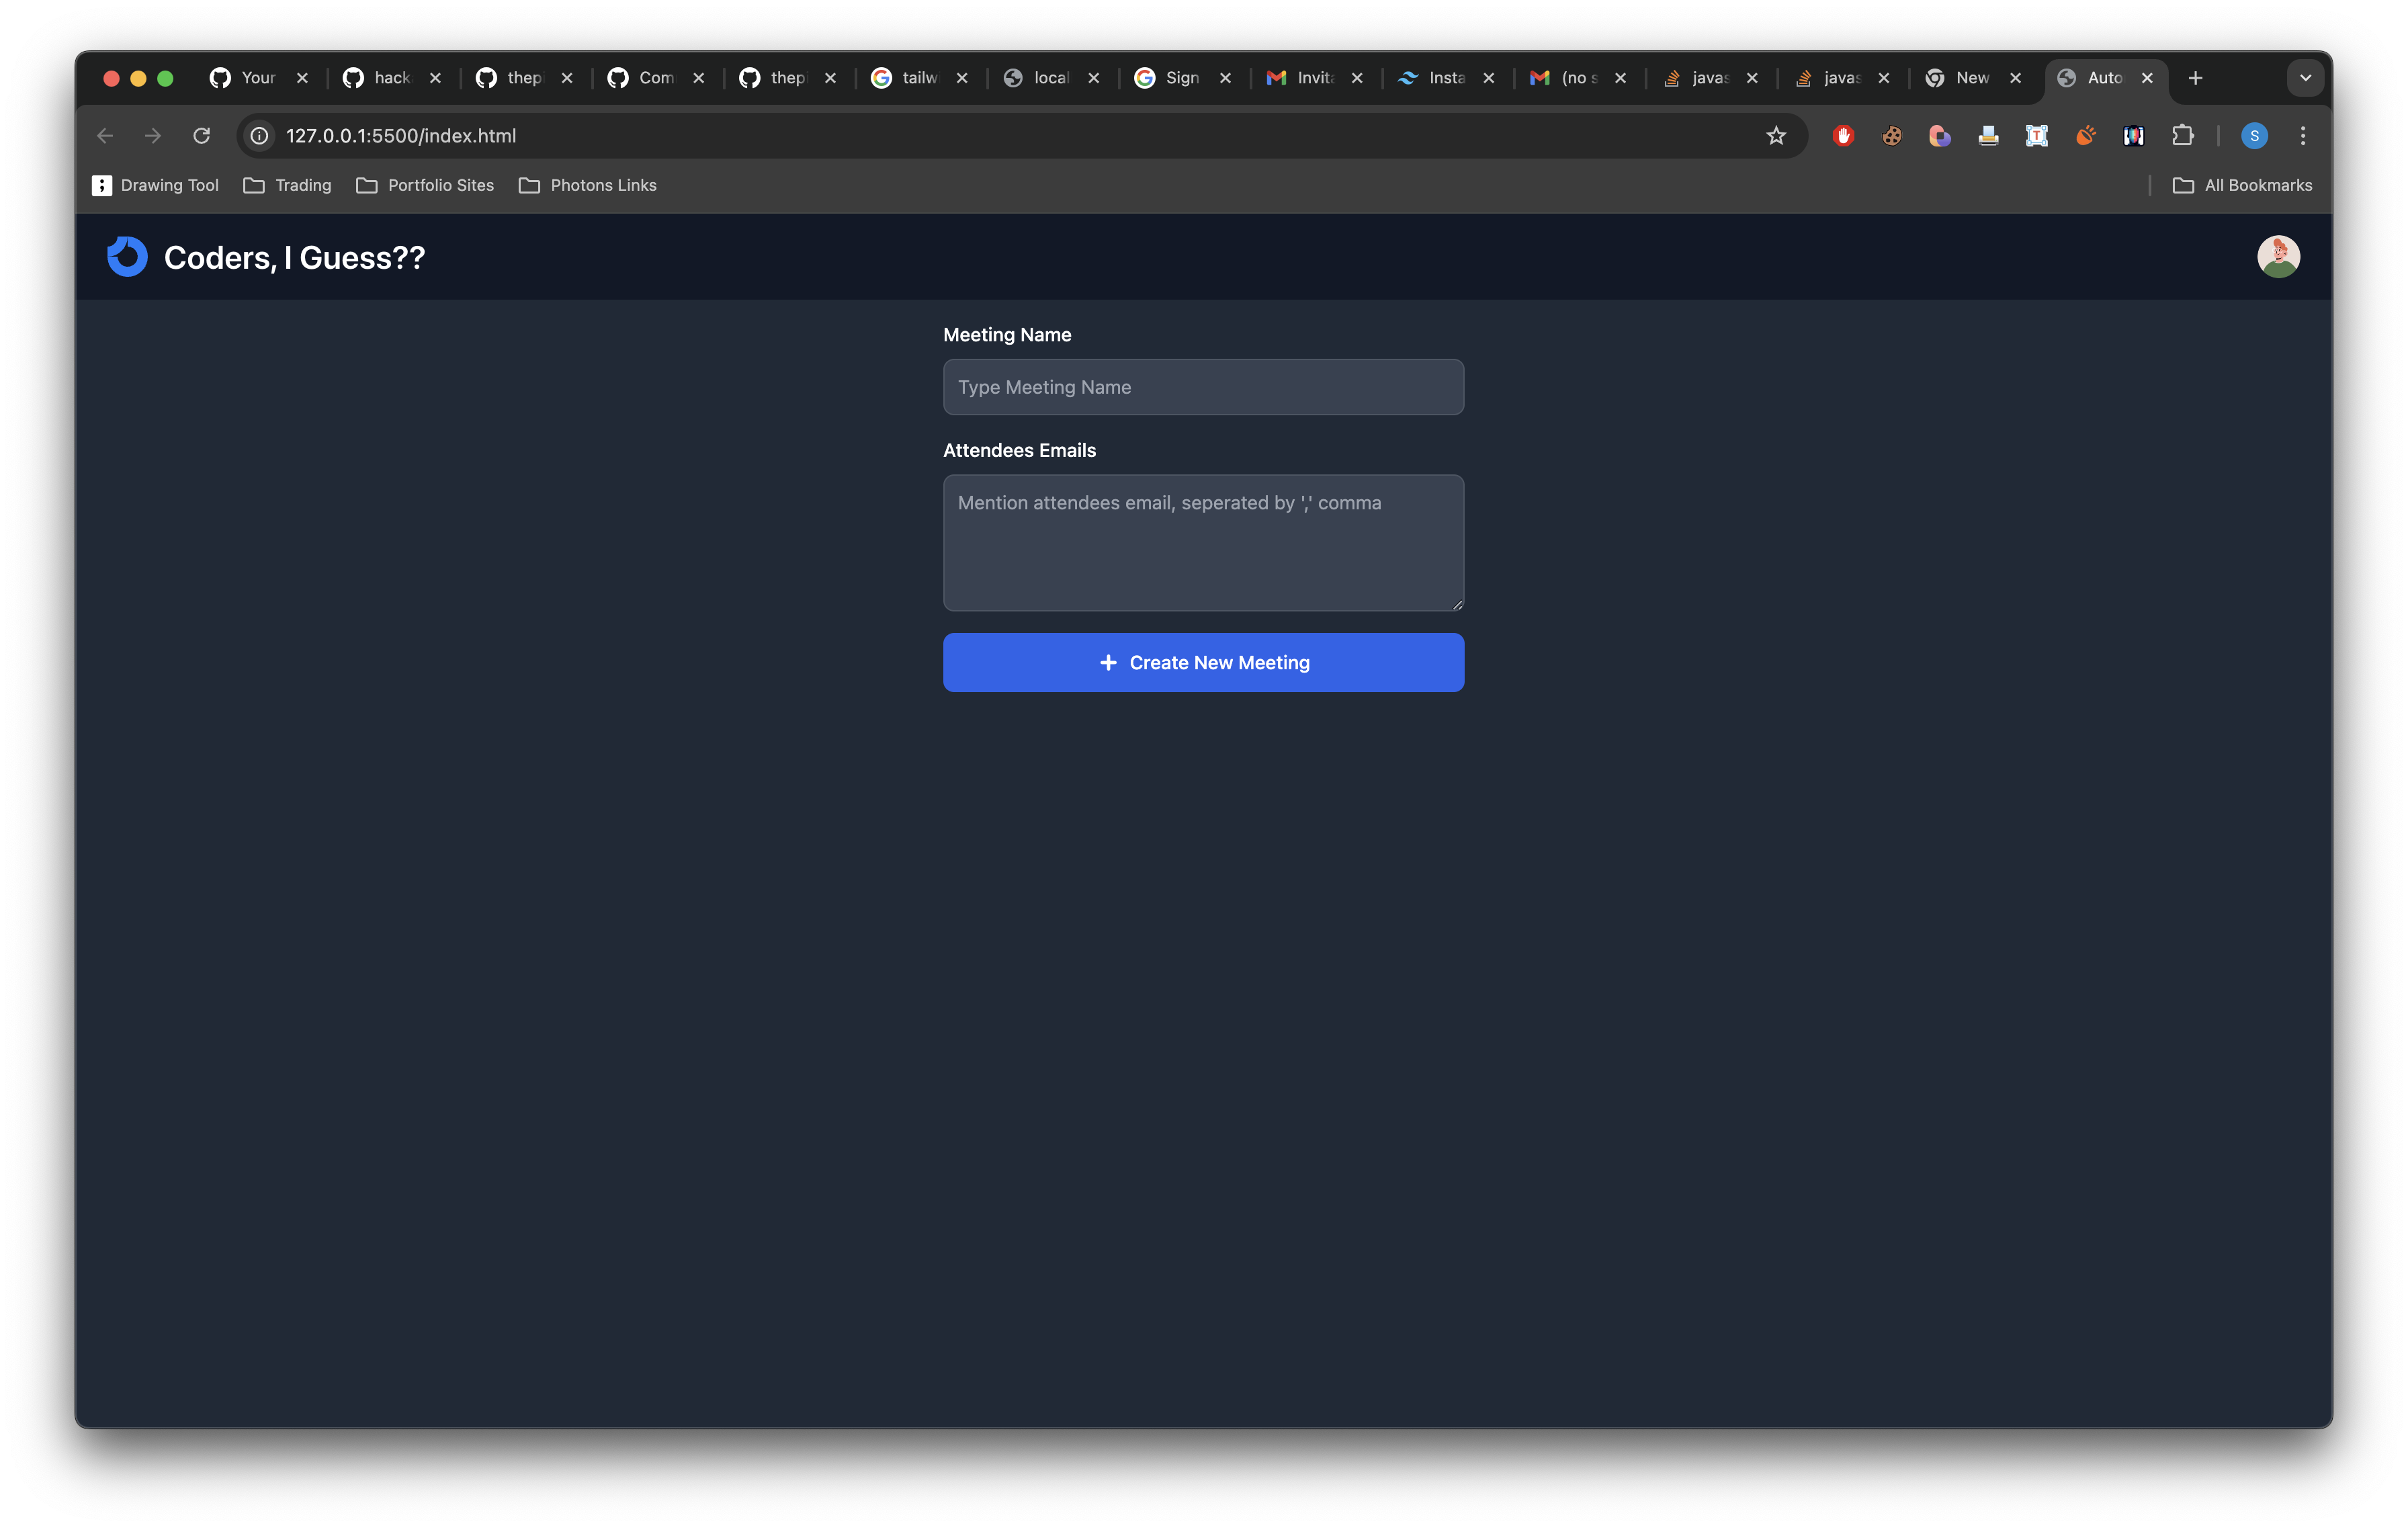 Your hack thep Com thep tailw local Sign Invita Insta (no s javas javas New Auto
127.0.0.1:5500/index.html S
Drawing Tool Trading Portfolio Sites Photons Links All Bookmarks
Coders, I Guess??
Meeting Name
Type Meeting Name
Attendees Emails
Mention attendees email, seperated by ',' comma
Create New Meeting